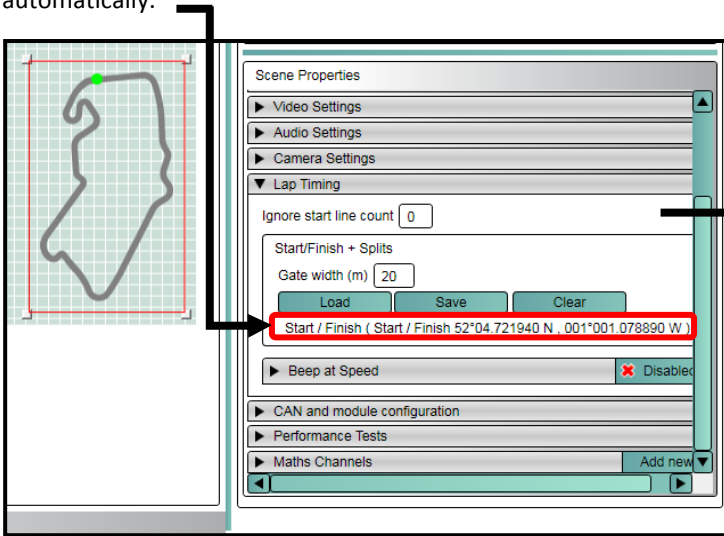 automatically.
Scene Properties
Video Settings
Audio Settings
Camera Settings
Lap Timing
Ignore start line count 0
Start/Finish + Splits
Gate width (m) 20
Load Save Clear
Start / Finish ( Start / Finish 52°04.721940 N , 001°001.078890 W )
Beep at Speed Disabled
CAN and module configuration
Performance Tests
Maths Channels Add new